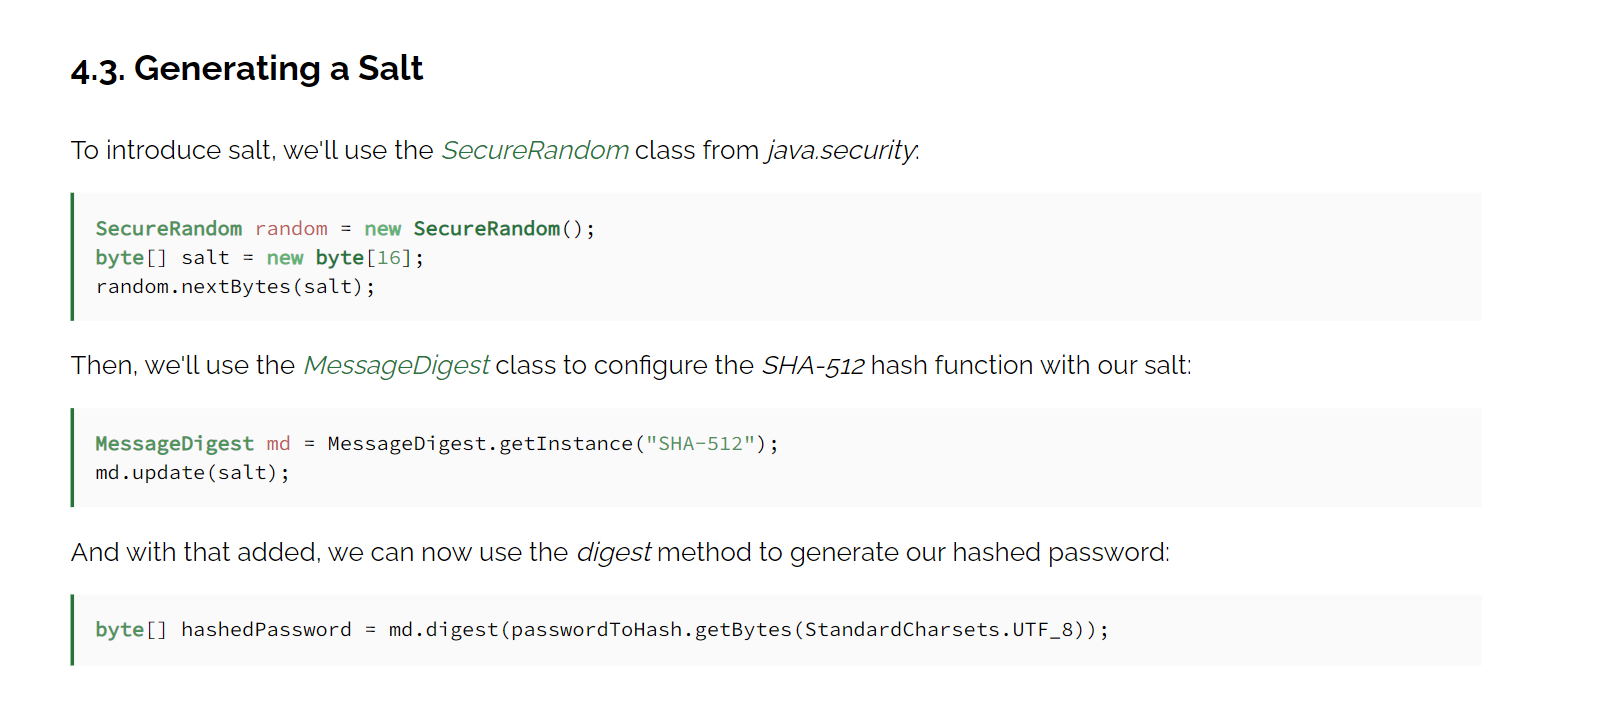 4.3. Generating a Salt
To introduce salt, we'll use the SecureRandom class from java.security:
SecureRandom random = new SecureRandom();
byte[] salt = new byte[16];
random.nextBytes(salt);
Then, we'll use the MessageDigest class to configure the SHA-512 hash function with our salt:
MessageDigest md = MessageDigest.getInstance("SHA-512");
md.update(salt);
And with that added, we can now use the digest method to generate our hashed password:
byte[] hashedPassword = md.digest(passwordToHash.getBytes(StandardCharsets.UTF_8));